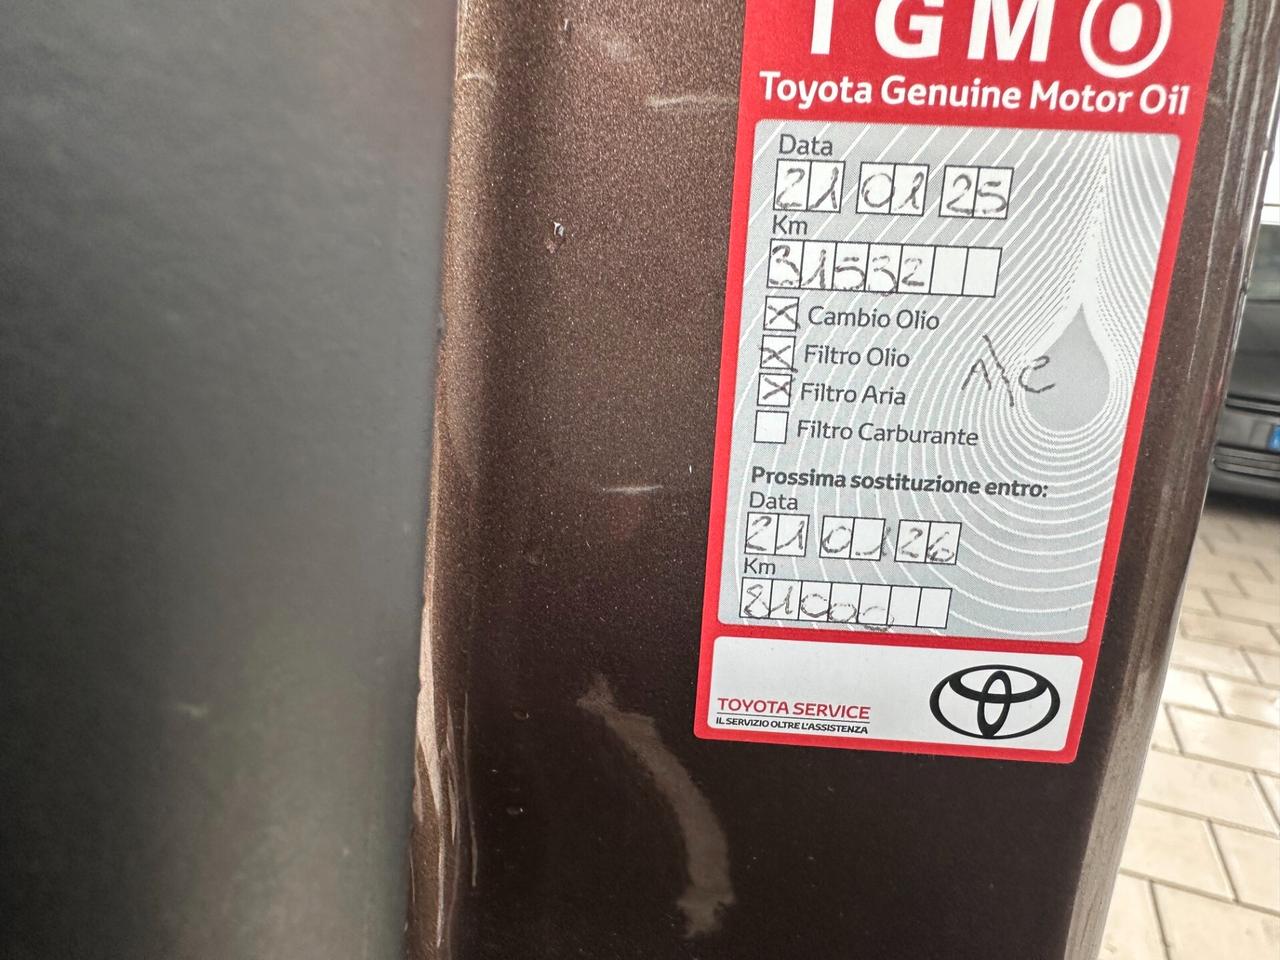 TGMO
Toyota Genuine Motor Oil
Data
21 01 25
Km
31532
Cambio Olio
Filtro Olio
Filtro Aria
Filtro Carburante
Prossima sostituzione entro:
Data
21 01 26
Km
81000
TOYOTA SERVICE
IL SERVIZIO OLTRE L'ASSISTENZA